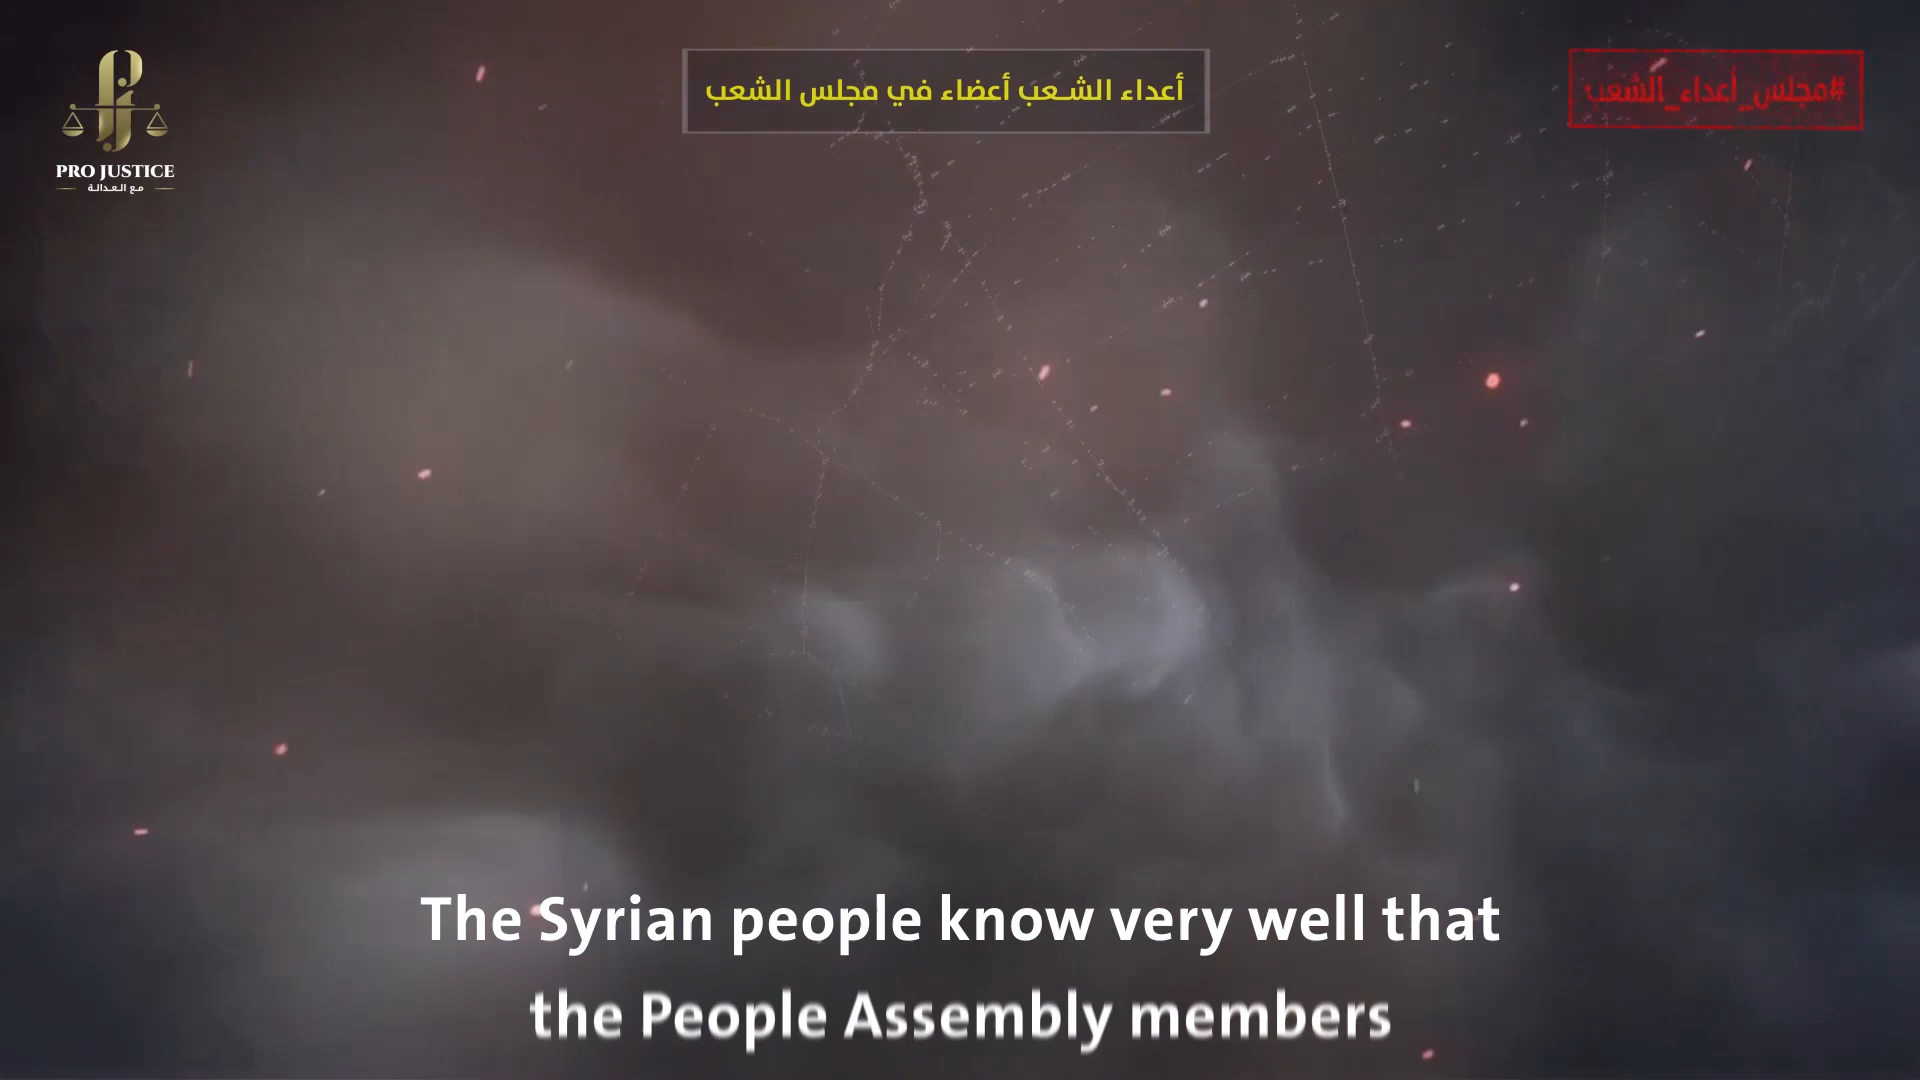 PRO JUSTICE
مع العدالة
أعداء الشعب أعضاء في مجلس الشعب
#مجلس_أعداء_الشعب
The Syrian people know very well that
the People Assembly members